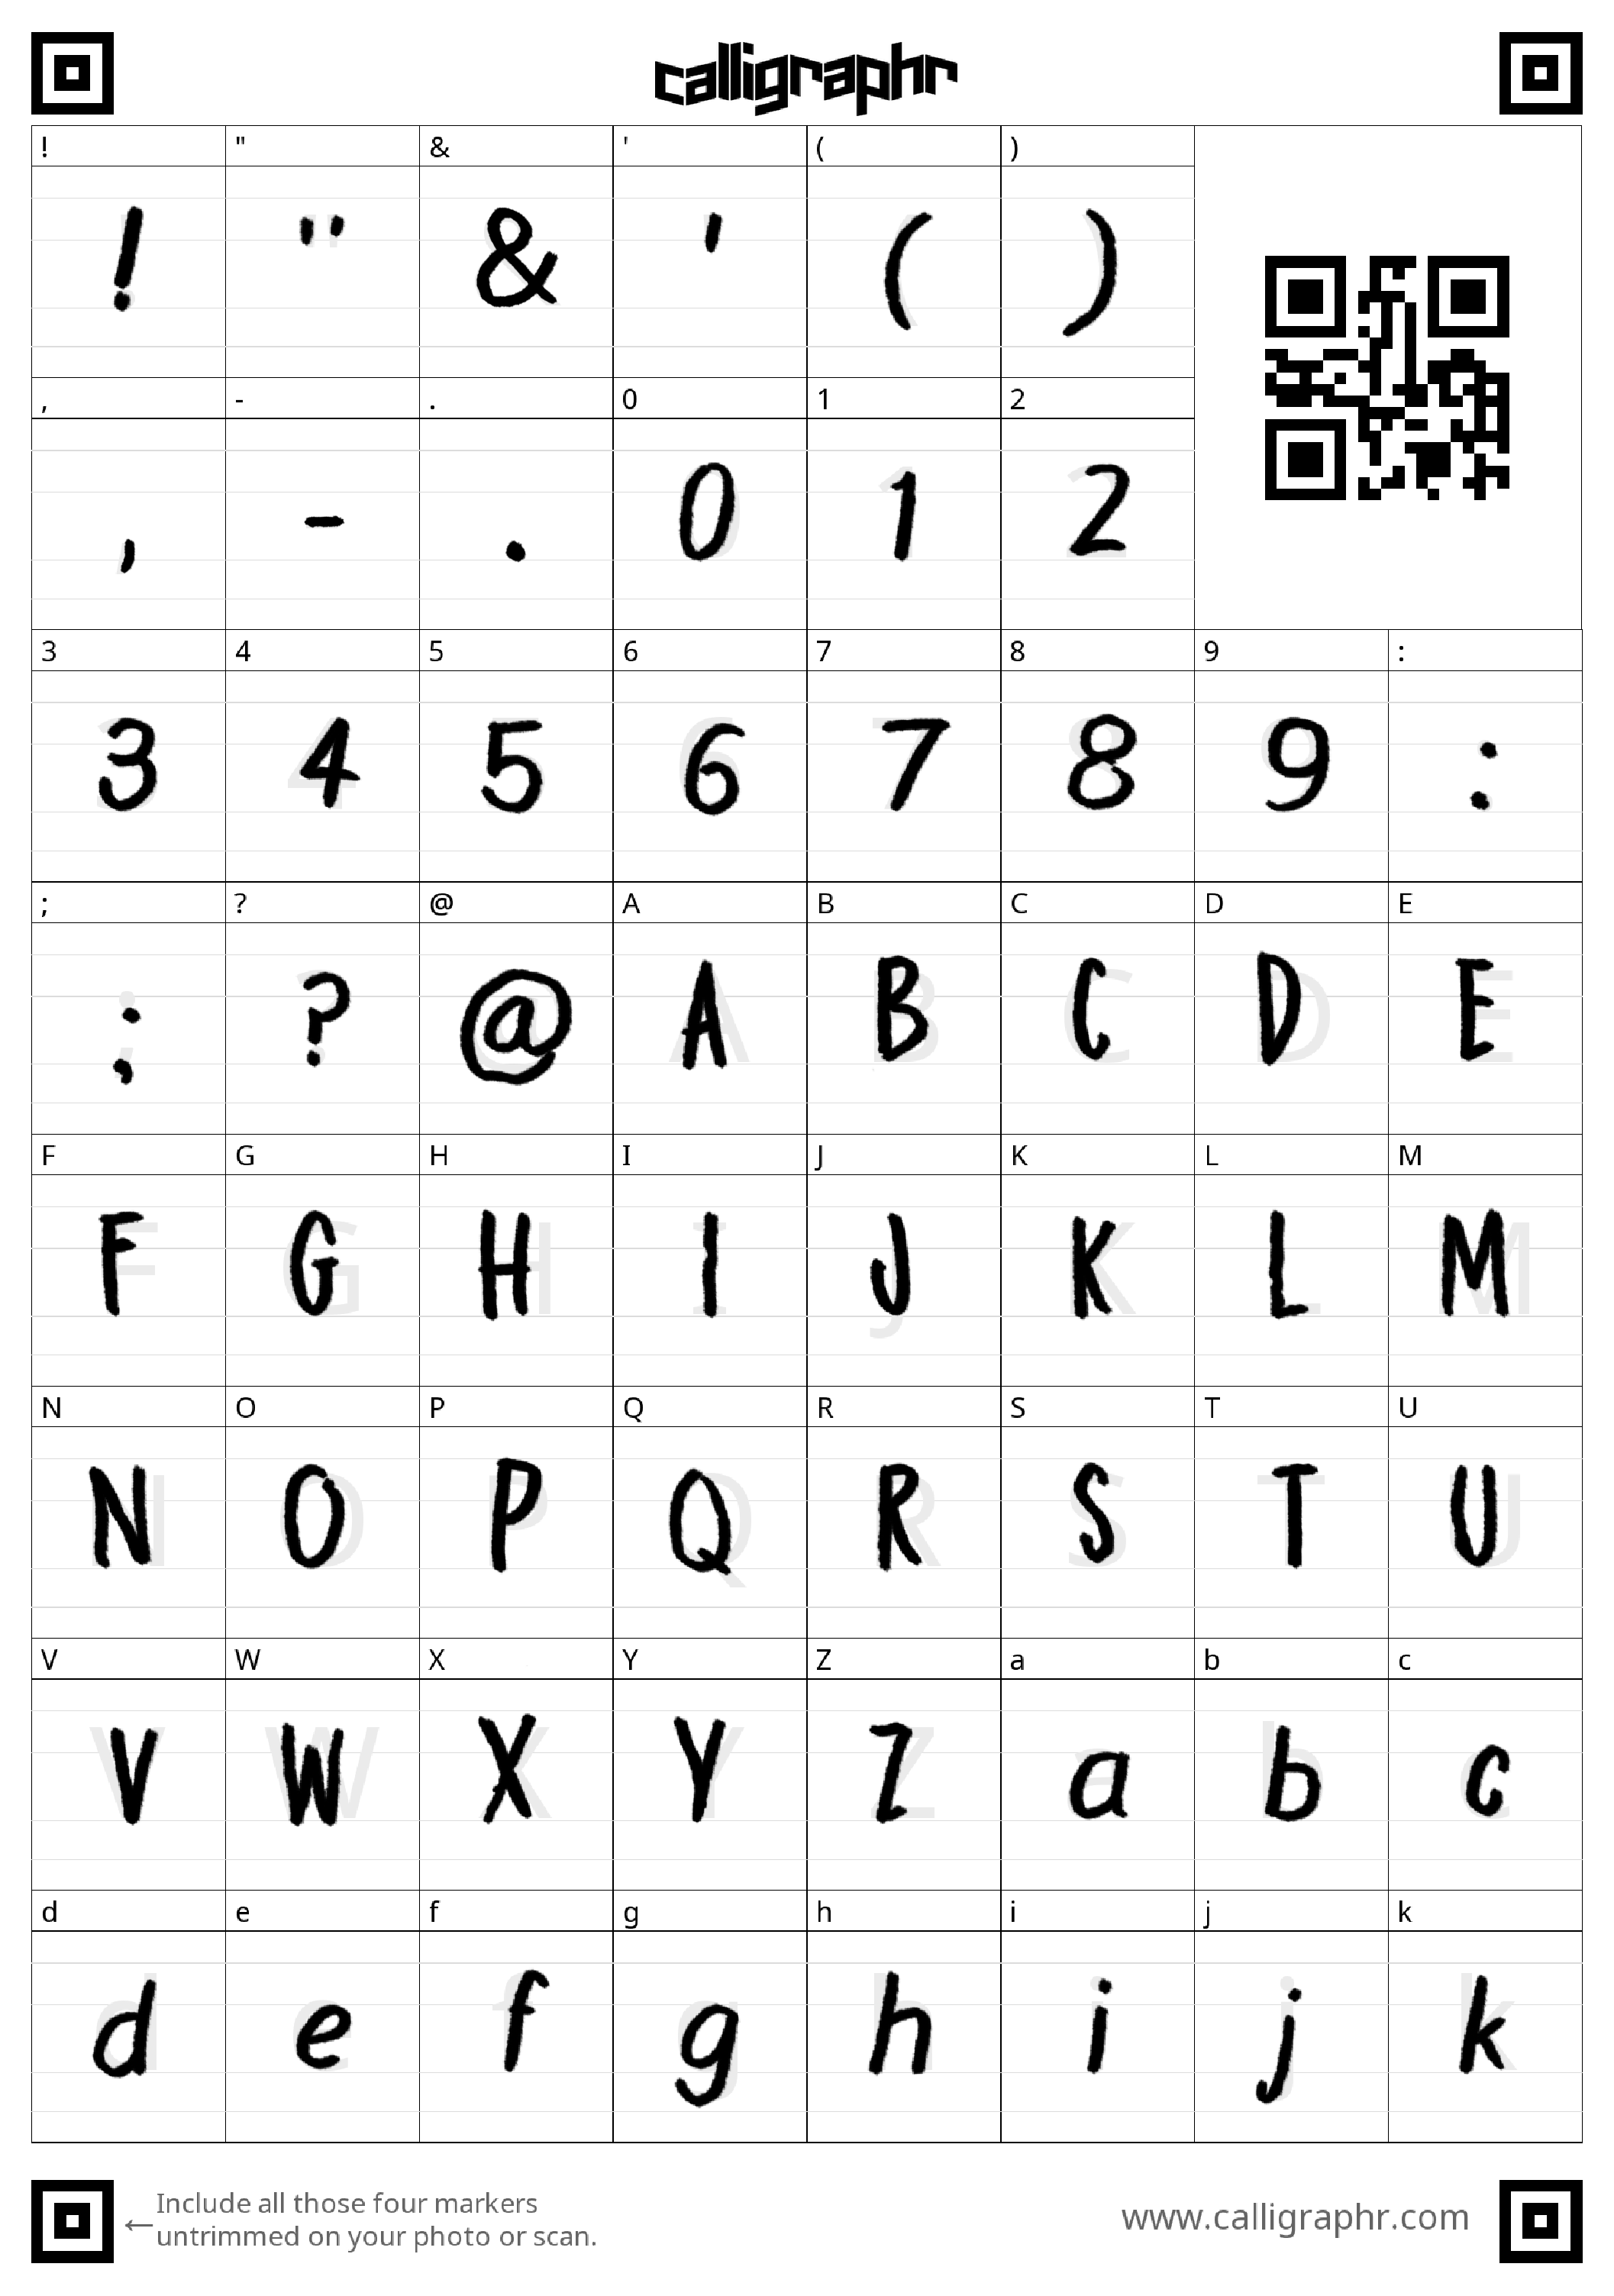 calligraphr
! " & ' ( )
! " & ' ( )
, - . 0 1 2
, - . 0 1 2
3 4 5 6 7 8 9 :
3 4 5 6 7 8 9 :
; ? @ A B C D E
; ? @ A B C D E
F G H I J K L M
F G H I J K L M
N O P Q R S T U
N O P Q R S T U
V W X Y Z a b c
V W X Y Z a b c
d e f g h i j k
d e f g h i j k
←Include all those four markers
untrimmed on your photo or scan.
www.calligraphr.com